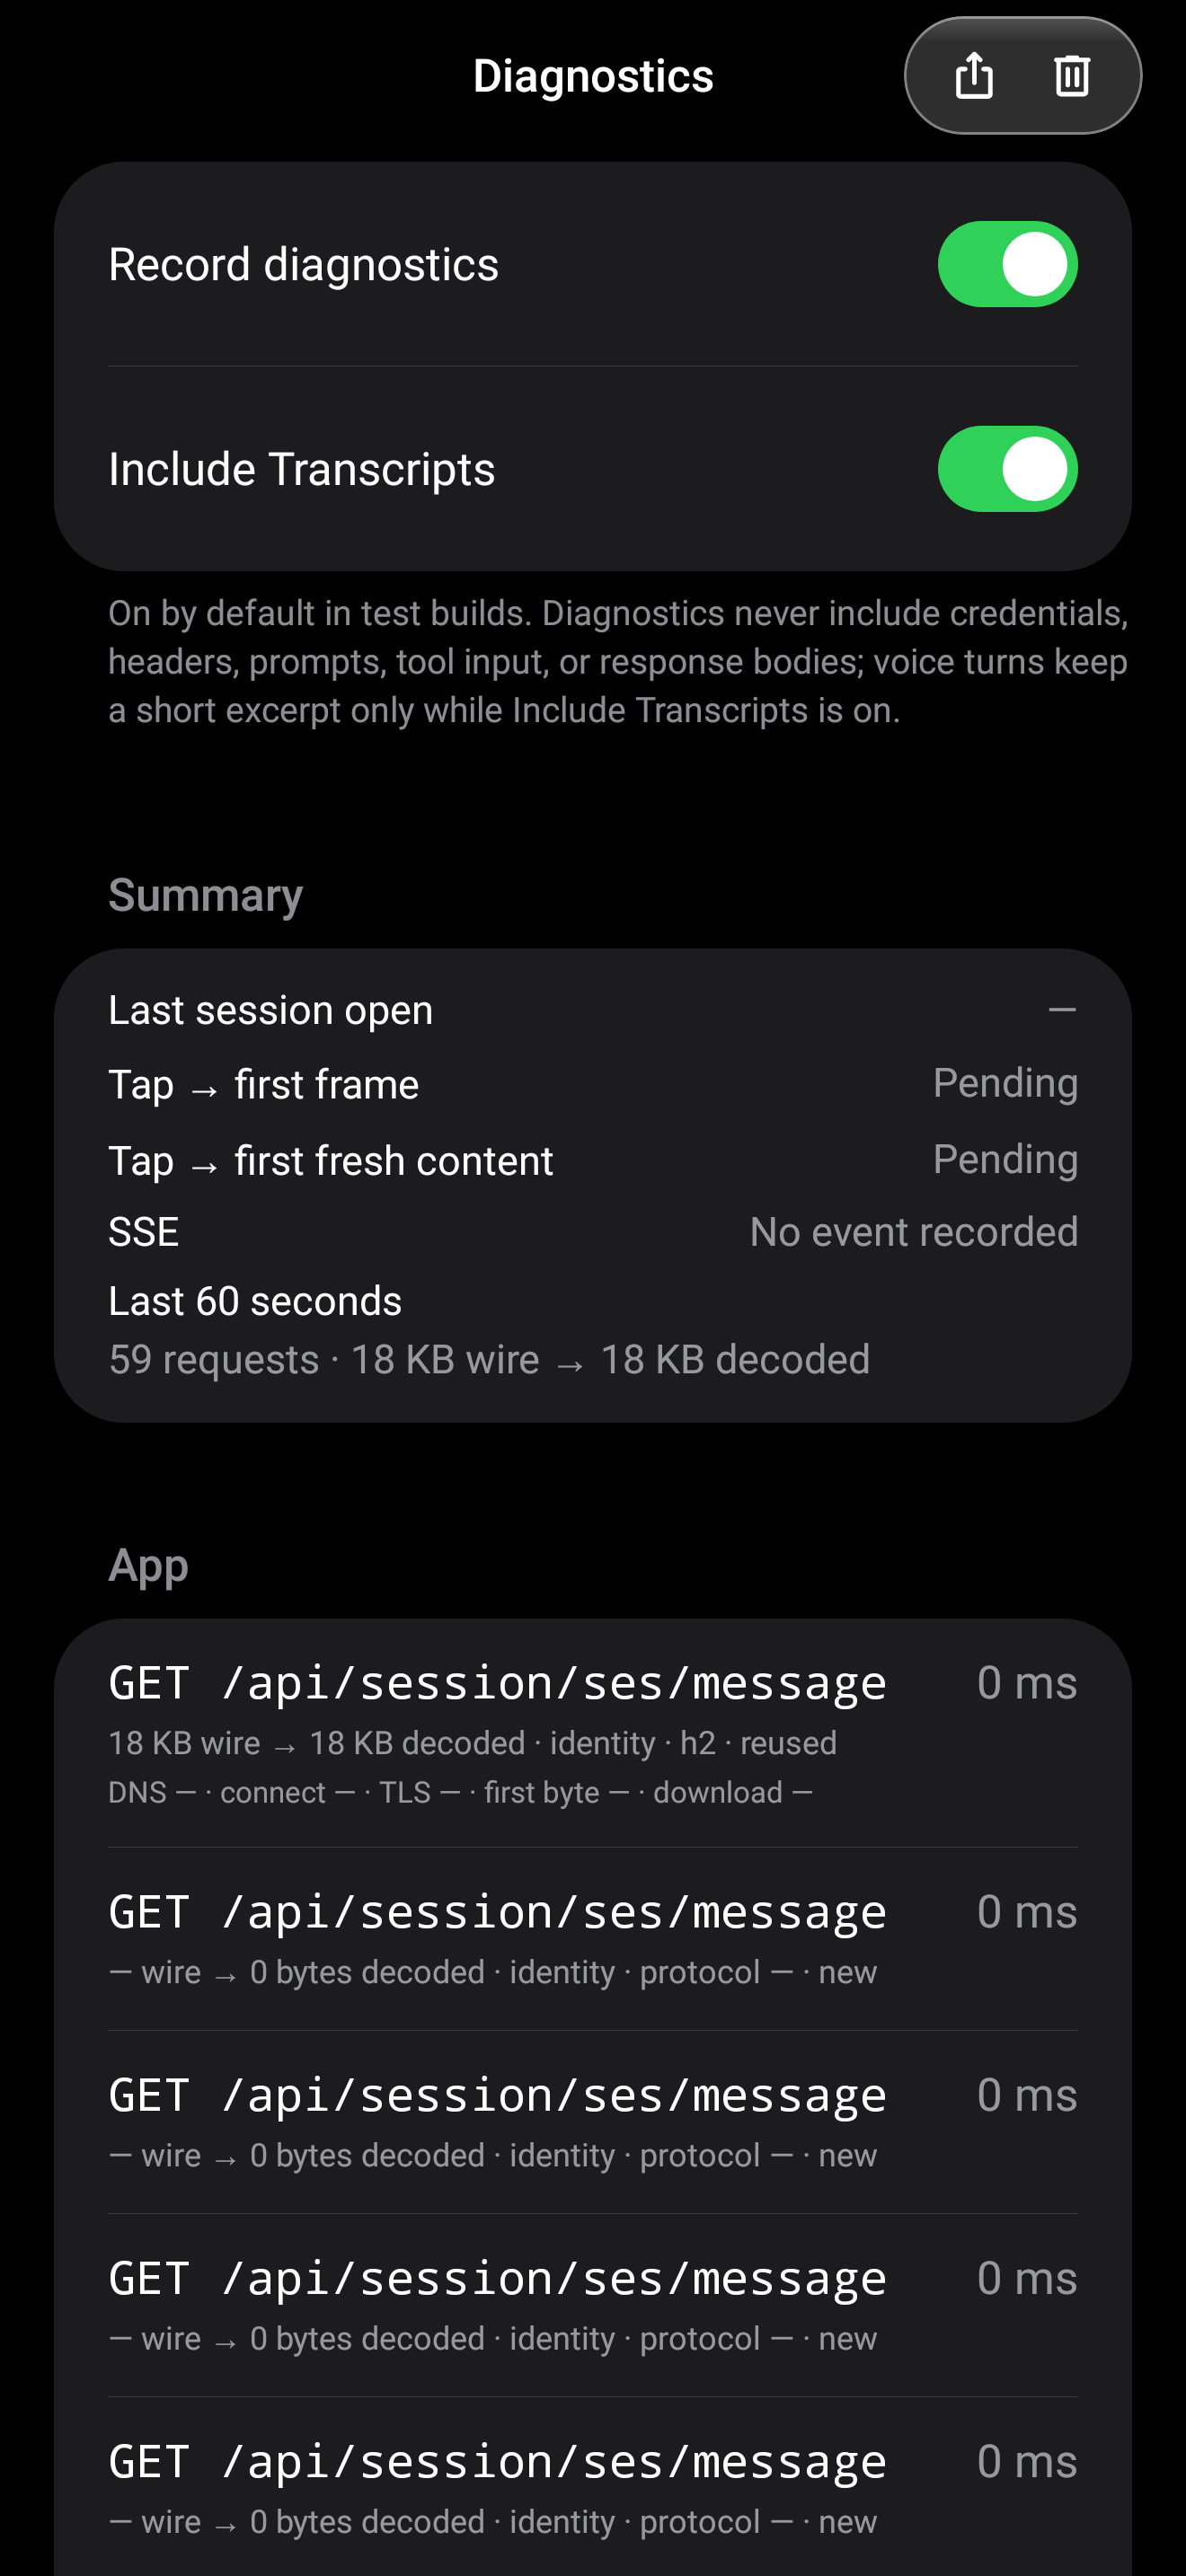 Diagnostics
Record diagnostics
Include Transcripts
On by default in test builds. Diagnostics never include credentials,
headers, prompts, tool input, or response bodies; voice turns keep
a short excerpt only while Include Transcripts is on.
Summary
Last session open —
Tap → first frame Pending
Tap → first fresh content Pending
SSE No event recorded
Last 60 seconds
59 requests · 18 KB wire → 18 KB decoded
App
GET /api/session/ses/message 0 ms
18 KB wire → 18 KB decoded · identity · h2 · reused
DNS — · connect — · TLS — · first byte — · download —
GET /api/session/ses/message 0 ms
— wire → 0 bytes decoded · identity · protocol — · new
GET /api/session/ses/message 0 ms
— wire → 0 bytes decoded · identity · protocol — · new
GET /api/session/ses/message 0 ms
— wire → 0 bytes decoded · identity · protocol — · new
GET /api/session/ses/message 0 ms
— wire → 0 bytes decoded · identity · protocol — · new